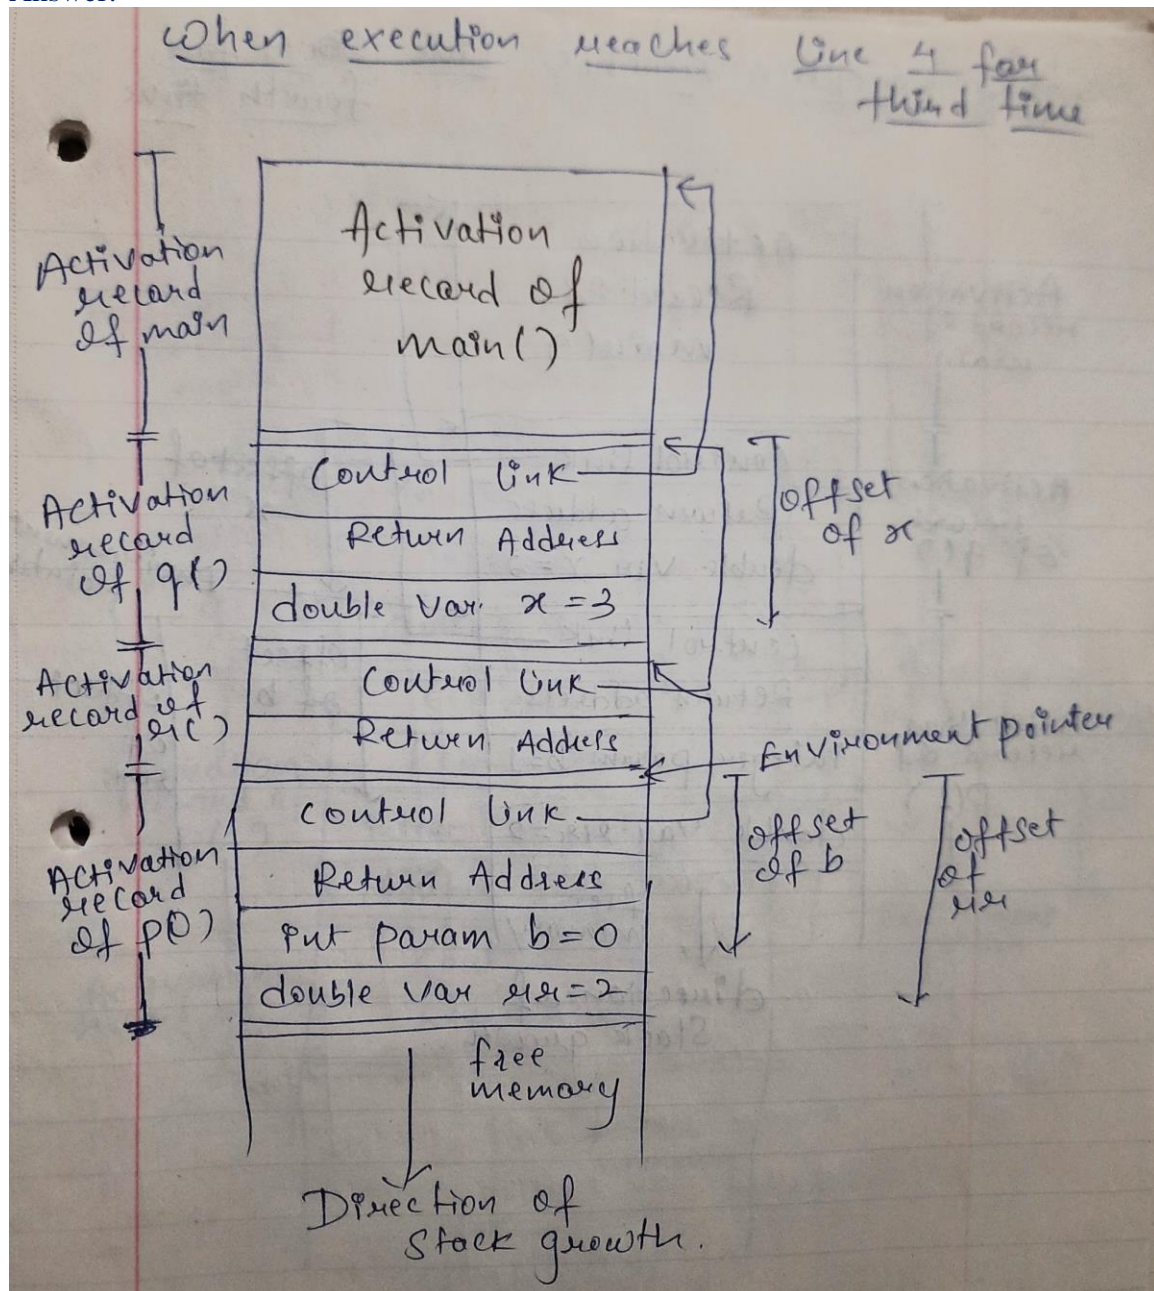 Answer:
When execution reaches line 4 for
third time
Activation
record
of main
Activation
record of
main()
Control link
Return Address
double var. x = 3
Activation
record
of q()
offset
of x
Control link
Return Address
Activation
record of
r()
Environment pointer
Control link
Return Address
int param b = 0
double var rr = 2
Activation
record
of p()
offset
of b
offset
of
rr
free
memory
Direction of
Stack growth.